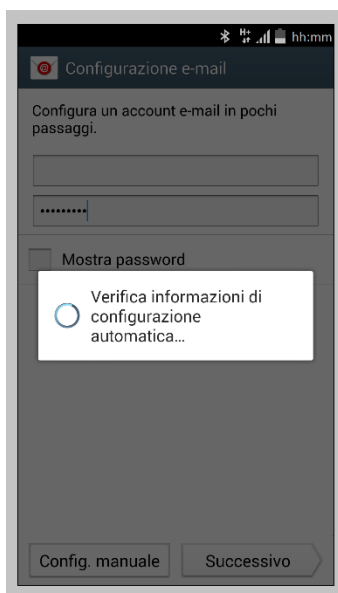 H+ hh:mm
Configurazione e-mail
Configura un account e-mail in pochi
passaggi.
•••••••••
Mostra password
Verifica informazioni di
configurazione
automatica...
Config. manuale Successivo